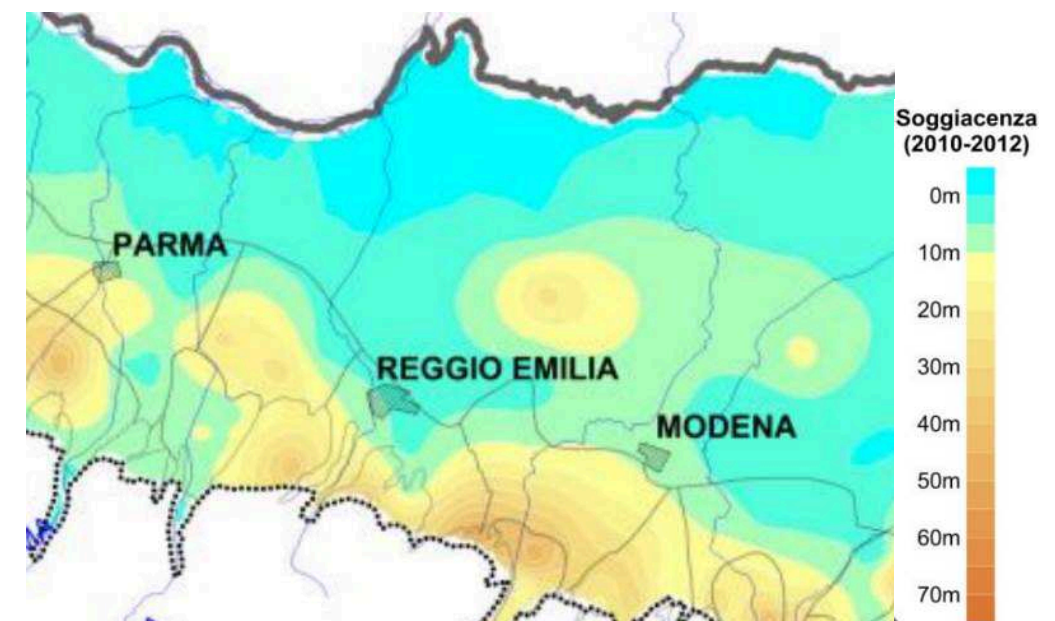 Soggiacenza
(2010-2012)
0m
10m
20m
30m
40m
50m
60m
70m
PARMA
REGGIO EMILIA
MODENA